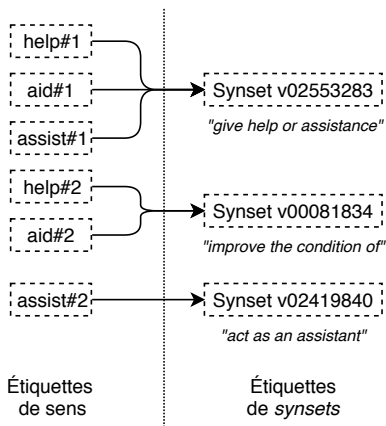 help#1
aid#1
assist#1
help#2
aid#2
assist#2
Synset v02553283
"give help or assistance"
Synset v00081834
"improve the condition of"
Synset v02419840
"act as an assistant"
Étiquettes
de sens
Étiquettes
de synsets